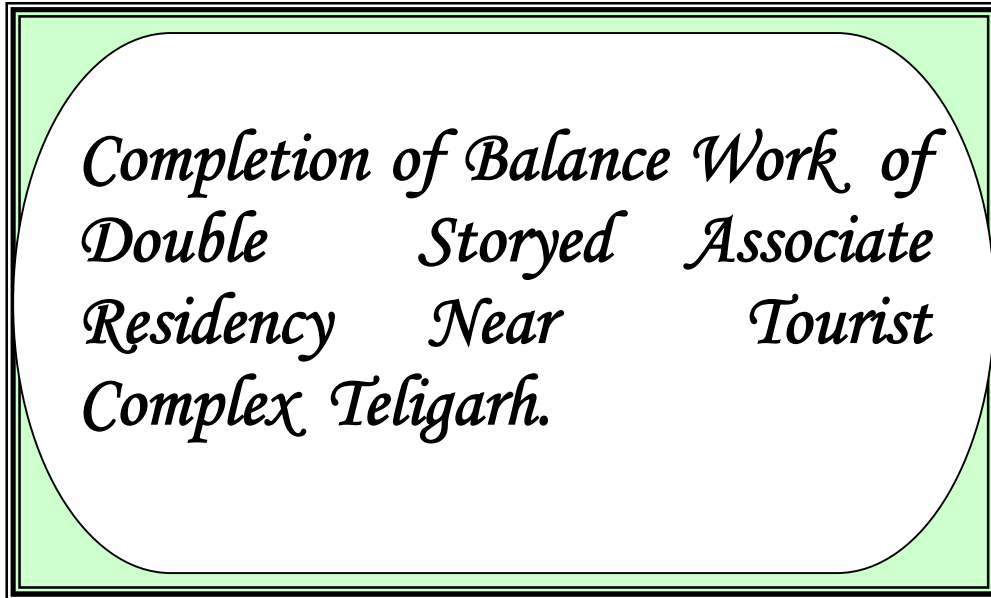 Completion of Balance Work of
Double Storyed Associate
Residency Near Tourist
Complex Teligarh.